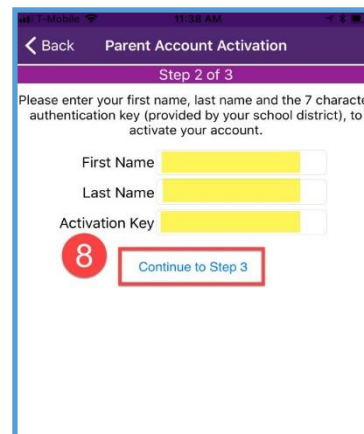 T-Mobile 11:38 AM
Back Parent Account Activation
Step 2 of 3
Please enter your first name, last name and the 7 characte
authentication key (provided by your school district), to
activate your account.
First Name
Last Name
Activation Key
8 Continue to Step 3